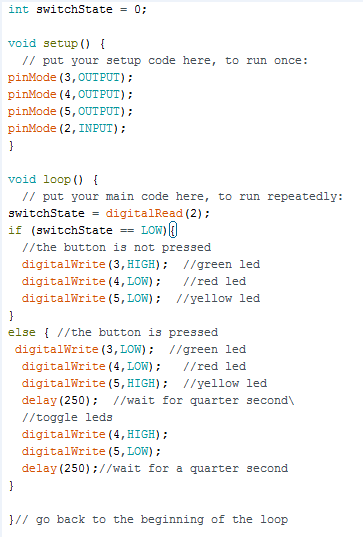 int switchState = 0;

void setup() {
  // put your setup code here, to run once:
pinMode(3,OUTPUT);
pinMode(4,OUTPUT);
pinMode(5,OUTPUT);
pinMode(2,INPUT);
}

void loop() {
  // put your main code here, to run repeatedly:
switchState = digitalRead(2);
if (switchState == LOW){
  //the button is not pressed
  digitalWrite(3,HIGH);  //green led
  digitalWrite(4,LOW);   //red led
  digitalWrite(5,LOW);  //yellow led
}
else { //the button is pressed
 digitalWrite(3,LOW);  //green led
  digitalWrite(4,LOW);   //red led
  digitalWrite(5,HIGH);  //yellow led
  delay(250);  //wait for quarter second\
  //toggle leds
  digitalWrite(4,HIGH);
  digitalWrite(5,LOW);
  delay(250);//wait for a quarter second
}

}// go back to the beginning of the loop